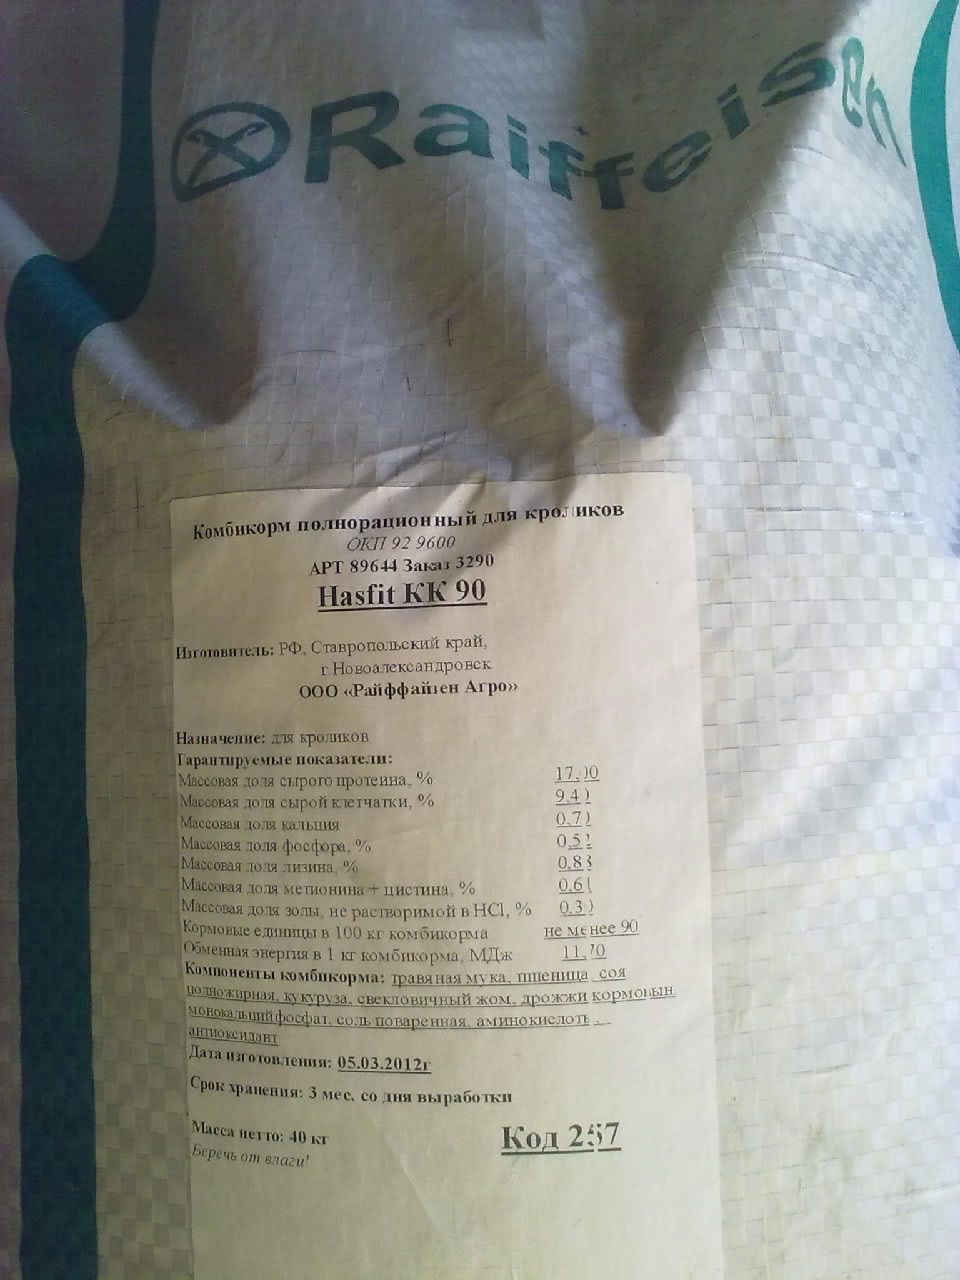 Raiffeisen
Комбикорм полнорационный для кроликов
ОКП 92 9600
АРТ 89644 Заказ 3290
Hasfit КК 90
Изготовитель: РФ, Ставропольский край,
г Новоалександровск
ООО «Райффайзен Агро»
Назначение: для кроликов
Гарантируемые показатели:
Массовая доля сырого протеина, % 17,00
Массовая доля сырой клетчатки, %
Массовая доля кальция
Массовая доля фосфора, %
Массовая доля лизина, % 0,83
Массовая доля метионина + цистина, %
Массовая доля золы, не растворимой в HCl, %
Кормовые единицы в 100 кг комбикорма не менее 90
Обменная энергия в 1 кг комбикорма, МДж
Компоненты комбикорма: травяная мука, пшеница, соя
полножирная, кукуруза, свекловичный жом, дрожжи
монокальцийфосфат, соль поваренная,
антиоксидант
Дата изготовления: 05.03.2012г
Срок хранения: 3 мес. со дня выработки
Масса нетто: 40 кг
Код 257
Беречь от влаги!